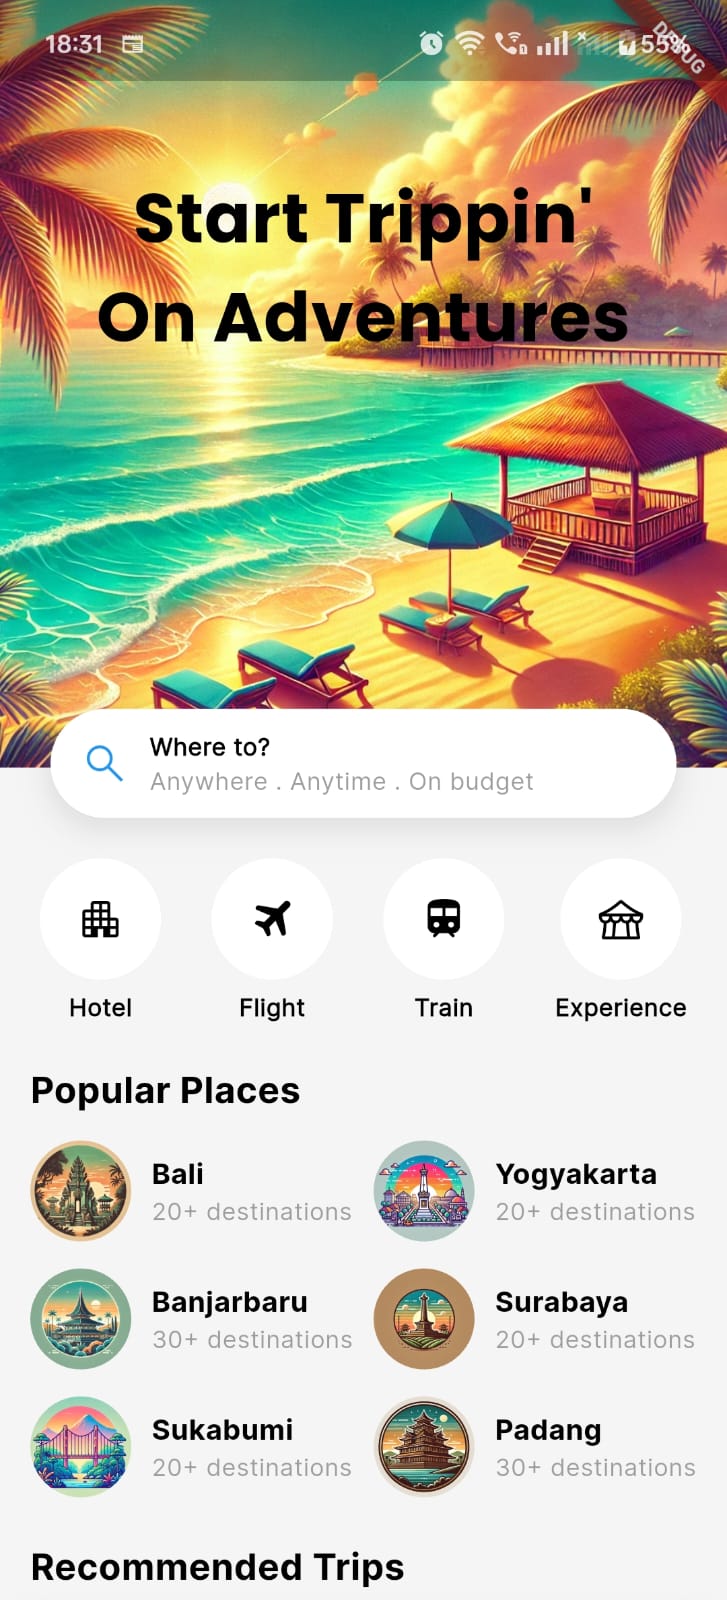 18:31 55%
DEBUG
Start Trippin'
On Adventures
Where to?
Anywhere . Anytime . On budget
Hotel Flight Train Experience
Popular Places
Bali Yogyakarta
20+ destinations 20+ destinations
Banjarbaru Surabaya
30+ destinations 20+ destinations
Sukabumi Padang
20+ destinations 30+ destinations
Recommended Trips